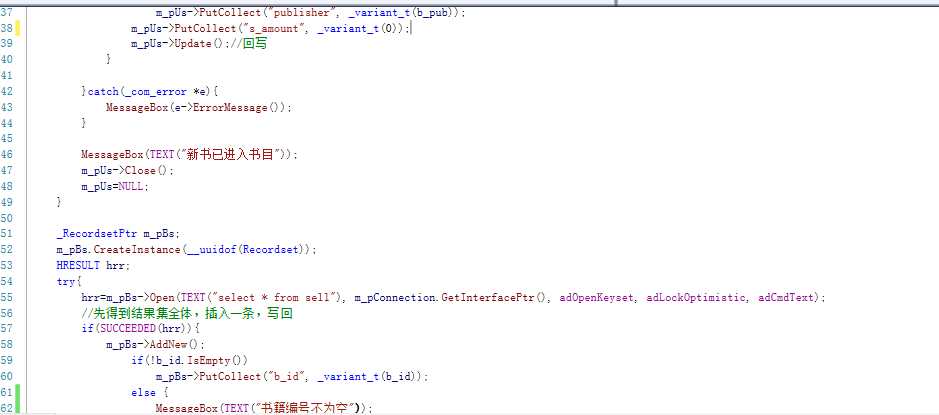 37 m_pUs->PutCollect("publisher", _variant_t(b_pub));
38 m_pUs->PutCollect("s_amount", _variant_t(0));
39 m_pUs->Update();//回写
40 }
41
42 }catch(_com_error *e){
43 MessageBox(e->ErrorMessage());
44 }
45
46 MessageBox(TEXT("新书已进入书目"));
47 m_pUs->Close();
48 m_pUs=NULL;
49 }
50
51 _RecordsetPtr m_pBs;
52 m_pBs.CreateInstance(__uuidof(Recordset));
53 HRESULT hrr;
54 try{
55 hrr=m_pBs->Open(TEXT("select * from sell"), m_pConnection.GetInterfacePtr(), adOpenKeyset, adLockOptimistic, adCmdText);
56 //先得到结果集全体，插入一条，写回
57 if(SUCCEEDED(hrr)){
58 m_pBs->AddNew();
59 if(!b_id.IsEmpty())
60 m_pBs->PutCollect("b_id", _variant_t(b_id));
61 else {
62 MessageBox(TEXT("书籍编号不为空"));